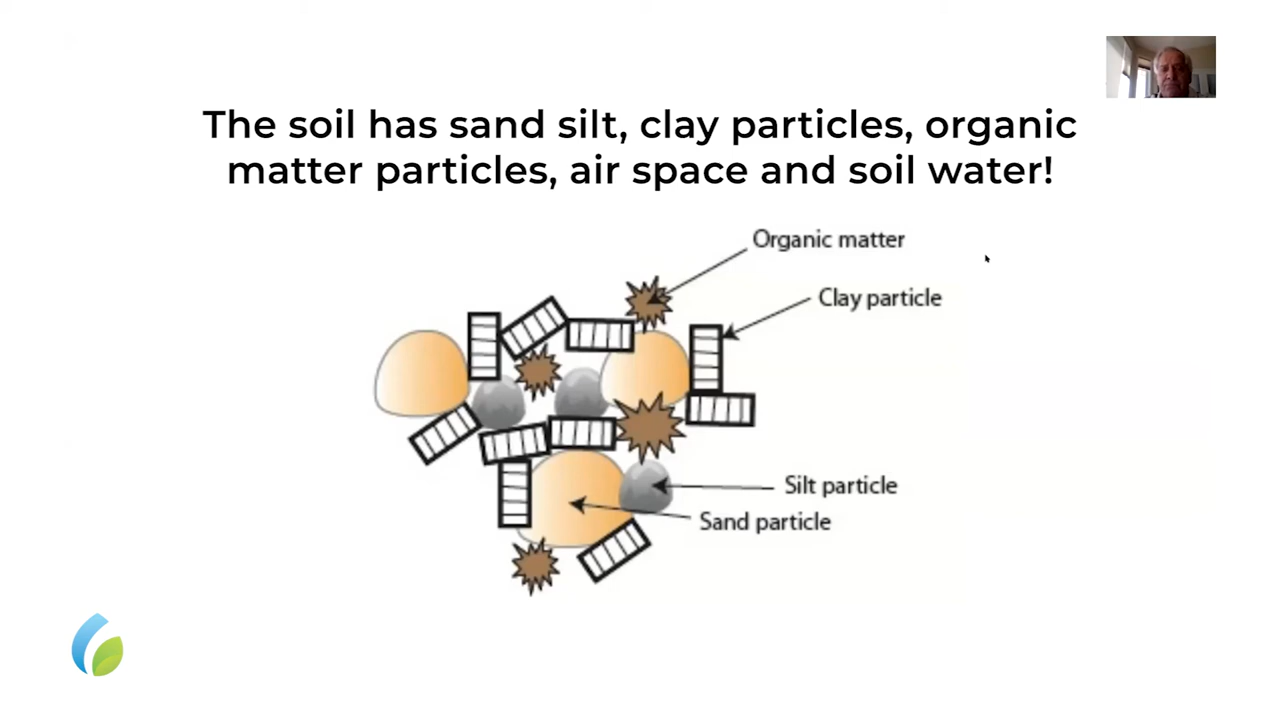 The soil has sand silt, clay particles, organic
matter particles, air space and soil water!
Organic matter
Clay particle
Silt particle
Sand particle